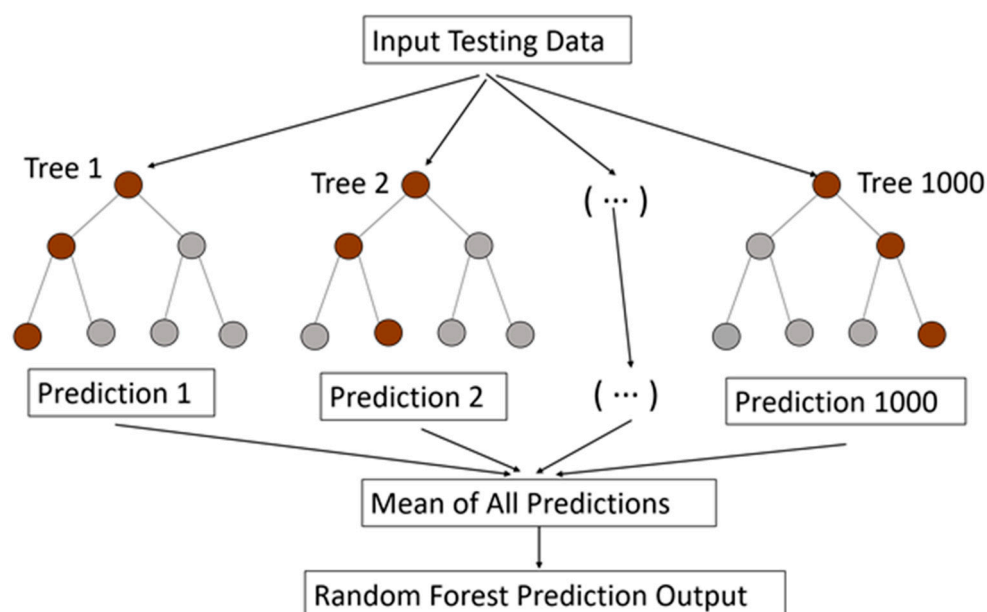 Input Testing Data
Tree 1
Tree 2
( ... )
Tree 1000
Prediction 1
Prediction 2
( ... )
Prediction 1000
Mean of All Predictions
Random Forest Prediction Output